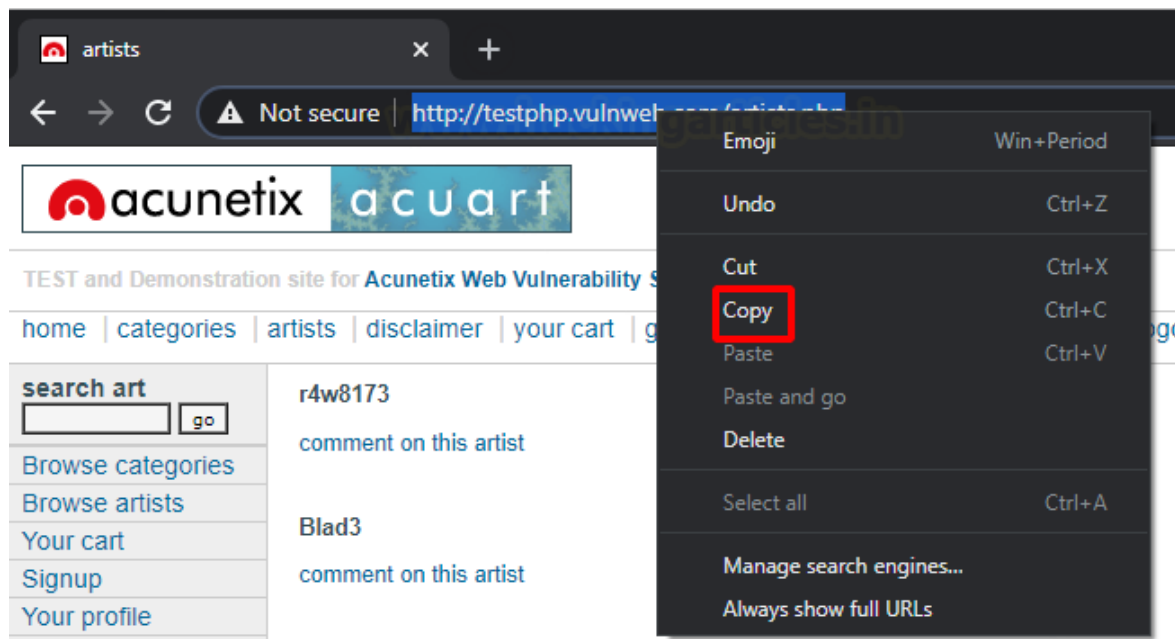 artists
Not secure | http://testphp.vulnweb.com/artists.php
Emoji Win+Period
Undo Ctrl+Z
Cut Ctrl+X
Copy Ctrl+C
Paste Ctrl+V
Paste and go
Delete
Select all Ctrl+A
Manage search engines...
Always show full URLs
acunetix acuart
TEST and Demonstration site for Acunetix Web Vulnerability
home | categories | artists | disclaimer | your cart |
search art
go
Browse categories
Browse artists
Your cart
Signup
Your profile
r4w8173
comment on this artist
Blad3
comment on this artist